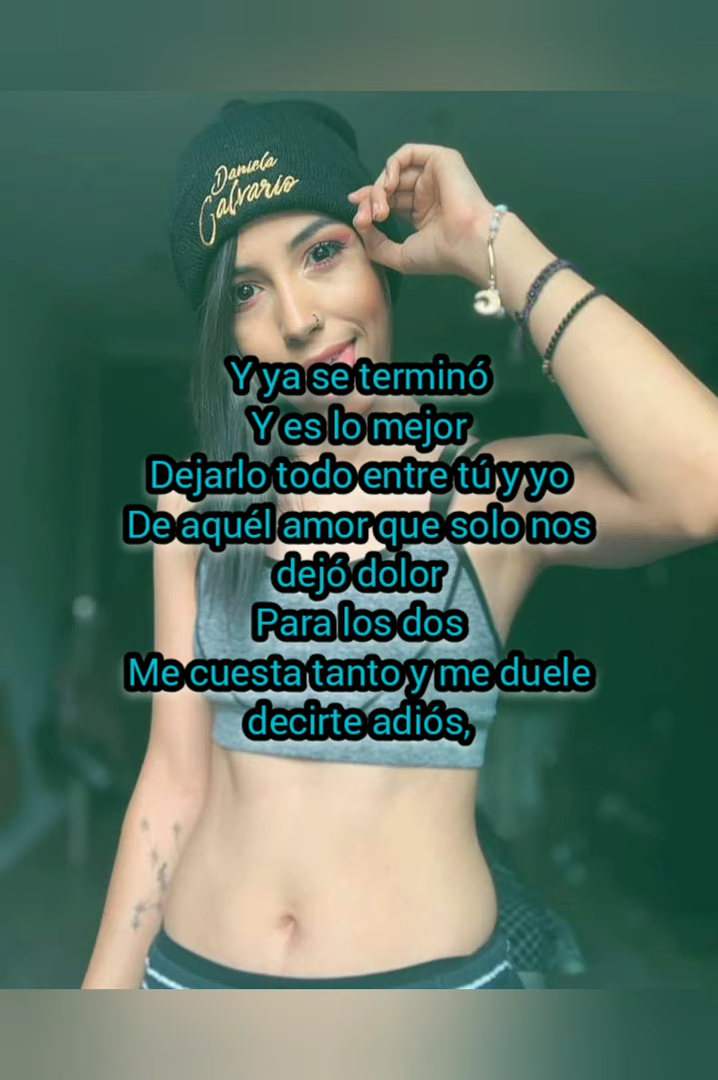 Daniela
Calvario
Y ya se terminó
Y es lo mejor
Dejarlo todo entre tú y yo
De aquél amor que solo nos
dejó dolor
Para los dos
Me cuesta tanto y me duele
decirte adiós,